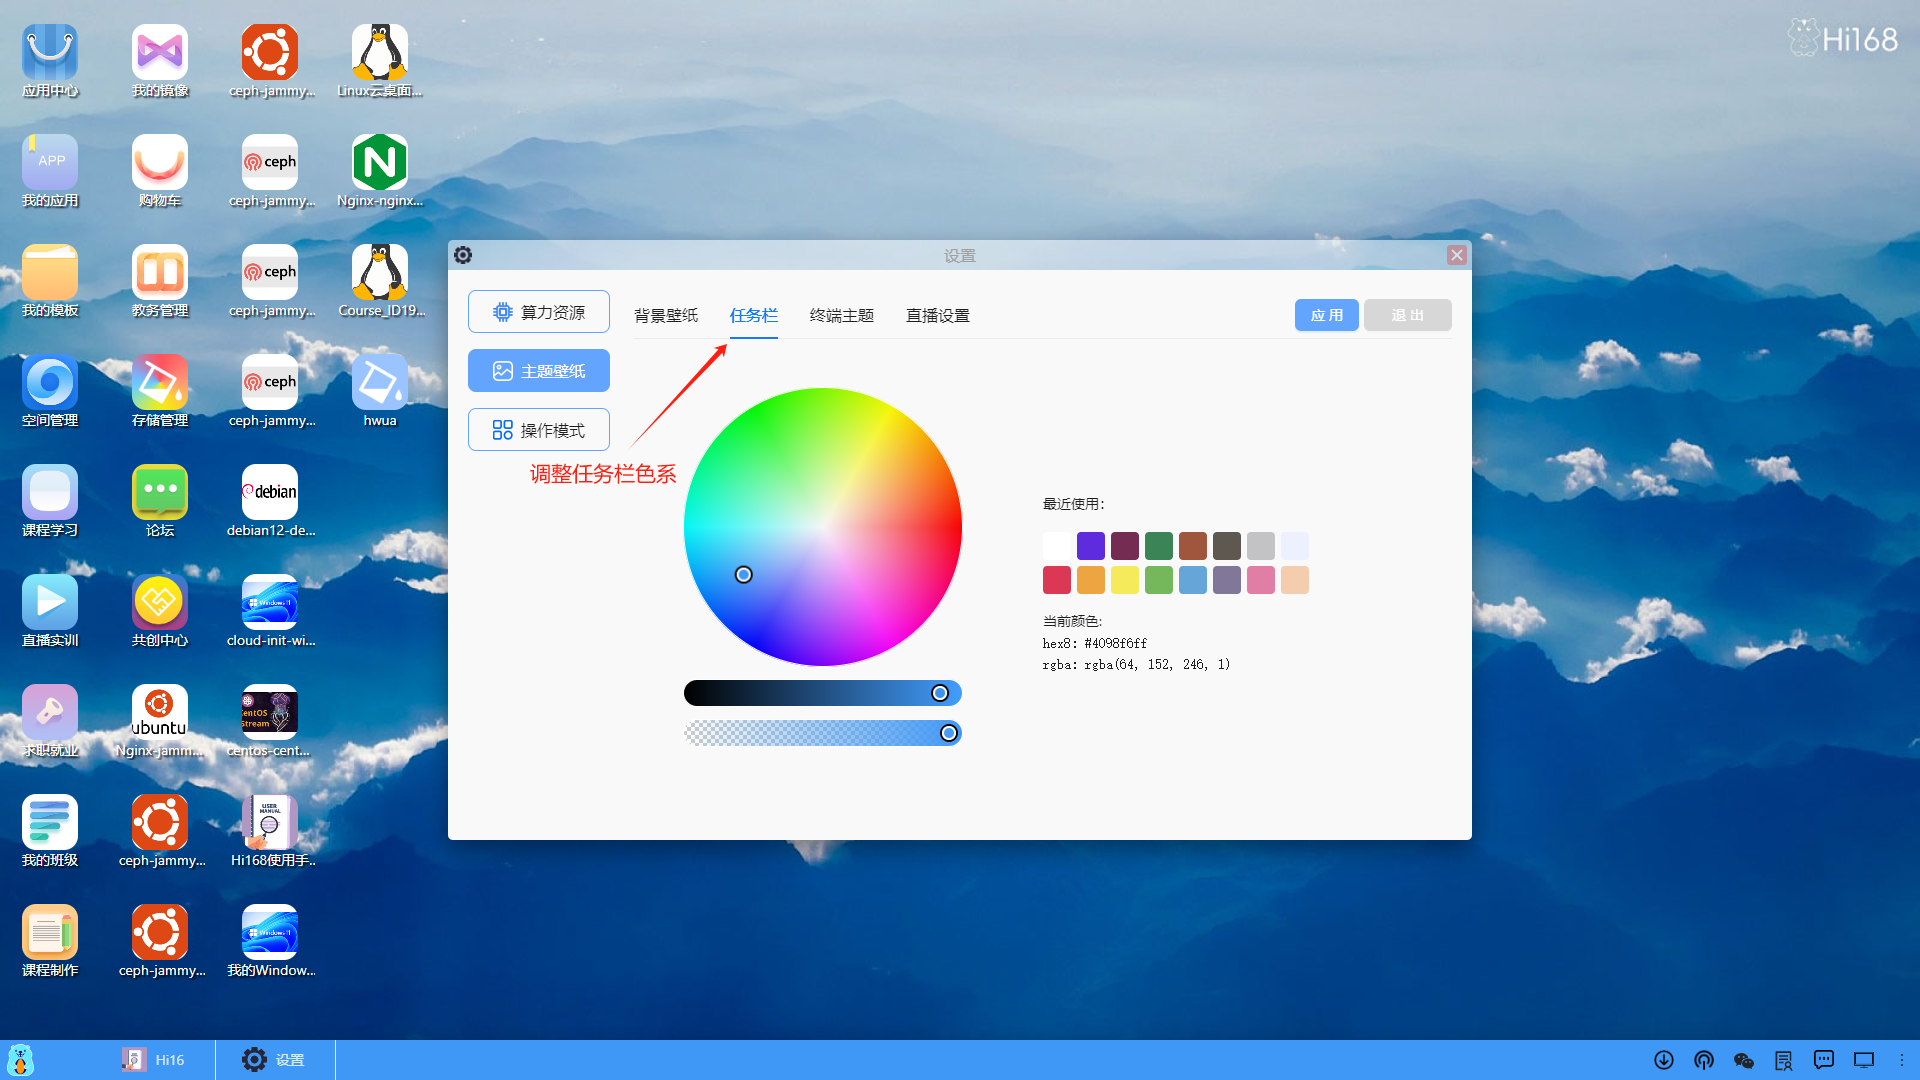 Hi168
应用中心
我的镜像
ceph-jammy...
Linux云桌面...
APP
我的应用
购物车
ceph
ceph-jammy...
Nginx-nginx...
我的模板
教务管理
ceph
ceph-jammy...
Course_ID19...
空间管理
存储管理
ceph
ceph-jammy...
hwua
课程学习
论坛
debian
debian12-de...
直播实训
共创中心
Windows 11
cloud-init-wi...
求职就业
ubuntu
Nginx-jamm...
CentOS
Stream
centos-cent...
我的班级
ceph-jammy...
USER
MANUAL
Hi168使用手...
课程制作
ceph-jammy...
Windows 11
我的Window...
设置
算力资源
主题壁纸
操作模式
背景壁纸
任务栏
终端主题
直播设置
应 用
退 出
调整任务栏色系
最近使用:
当前颜色:
hex8: #4098f6ff
rgba: rgba(64, 152, 246, 1)
Hi16
设置